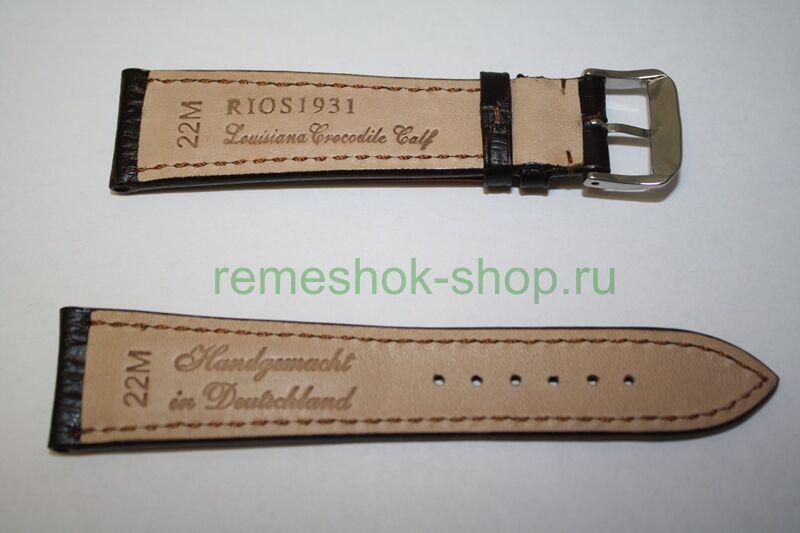 22M
RIOS1931
Louisiana Crocodile Calf
remeshok-shop.ru
22M
Handgemacht
in Deutschland